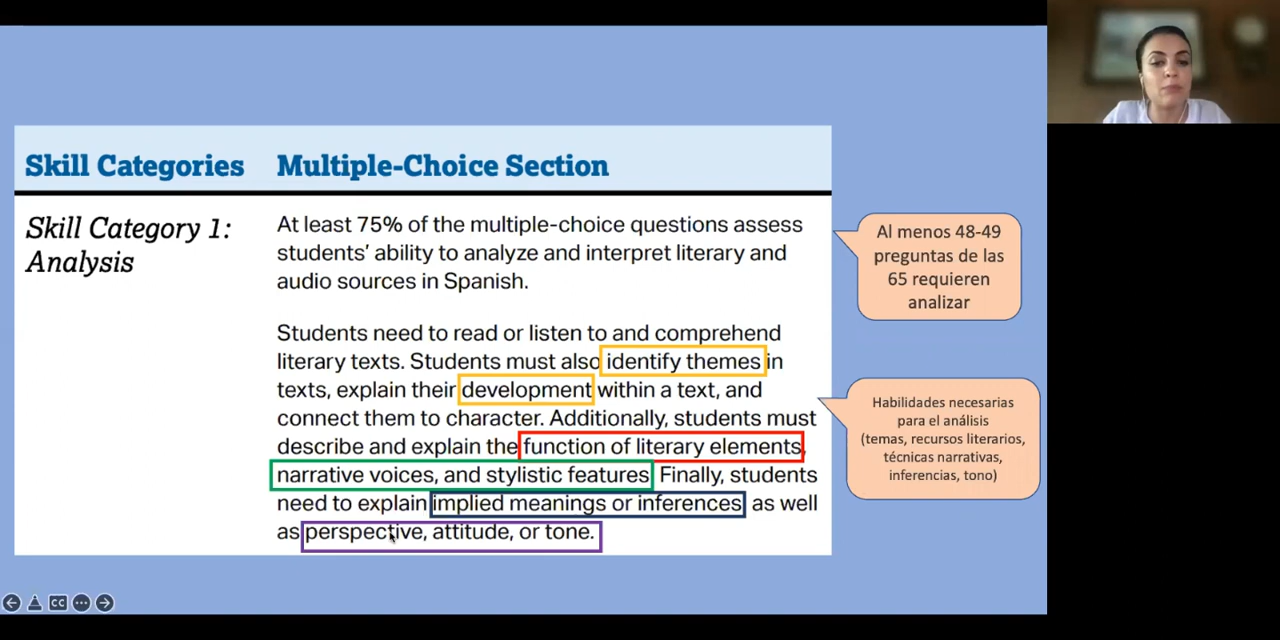 Skill Categories
Multiple-Choice Section
Skill Category 1:
Analysis
At least 75% of the multiple-choice questions assess
students' ability to analyze and interpret literary and
audio sources in Spanish.
Students need to read or listen to and comprehend
literary texts. Students must also identify themes in
texts, explain their development within a text, and
connect them to character. Additionally, students must
describe and explain the function of literary elements,
narrative voices, and stylistic features. Finally, students
need to explain implied meanings or inferences as well
as perspective, attitude, or tone.
Al menos 48-49
preguntas de las
65 requieren
analizar
Habilidades necesarias
para el análisis
(temas, recursos literarios,
técnicas narrativas,
inferencias, tono)
CC